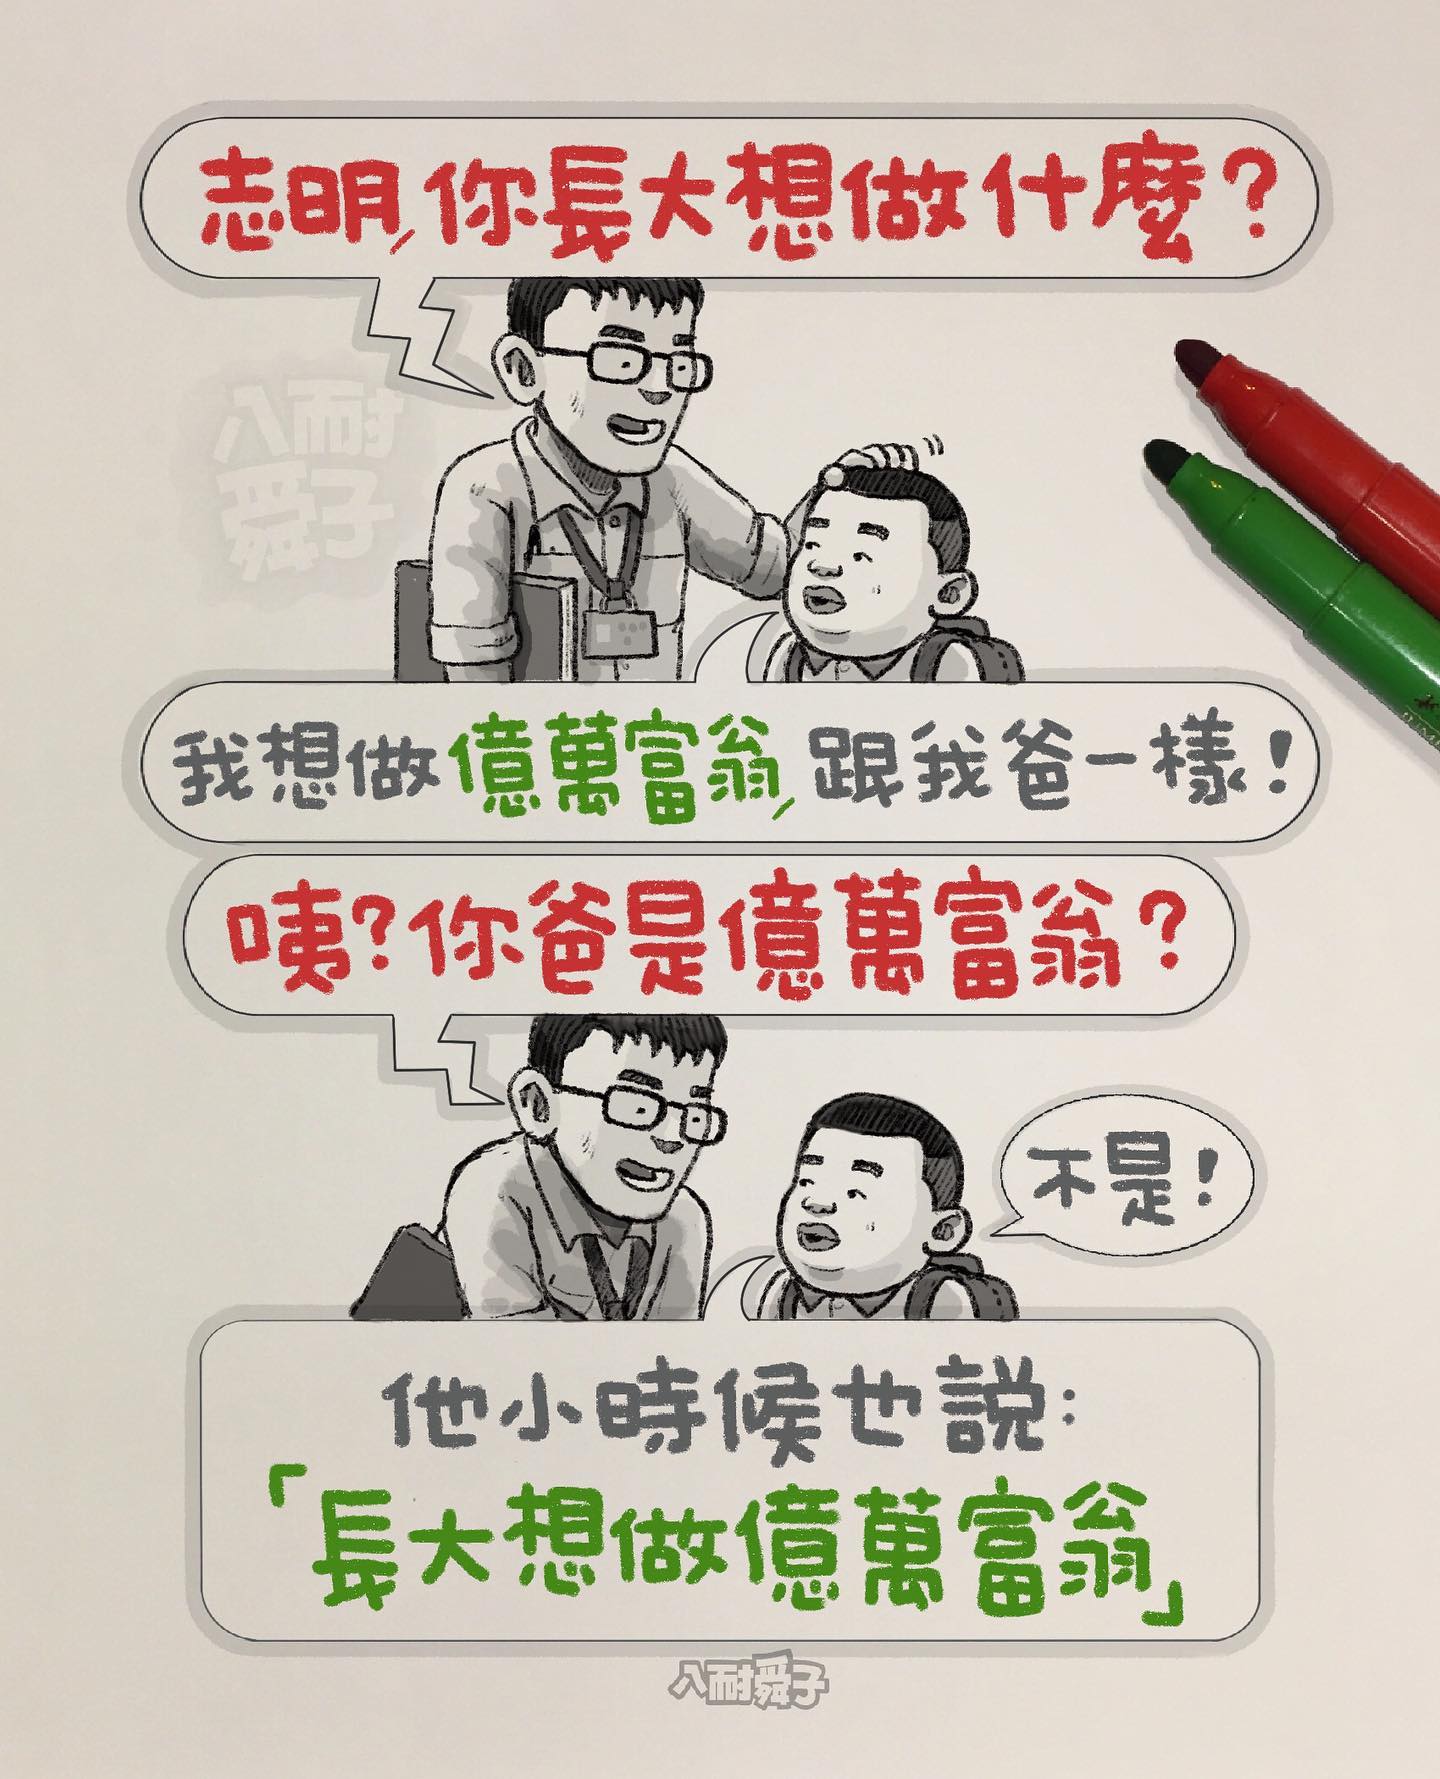 志明,你長大想做什麼?
八耐
舜子
我想做億萬富翁,跟我爸一樣!
咦?你爸是億萬富翁?
不是!
他小時候也說:
「長大想做億萬富翁」
八耐舜子